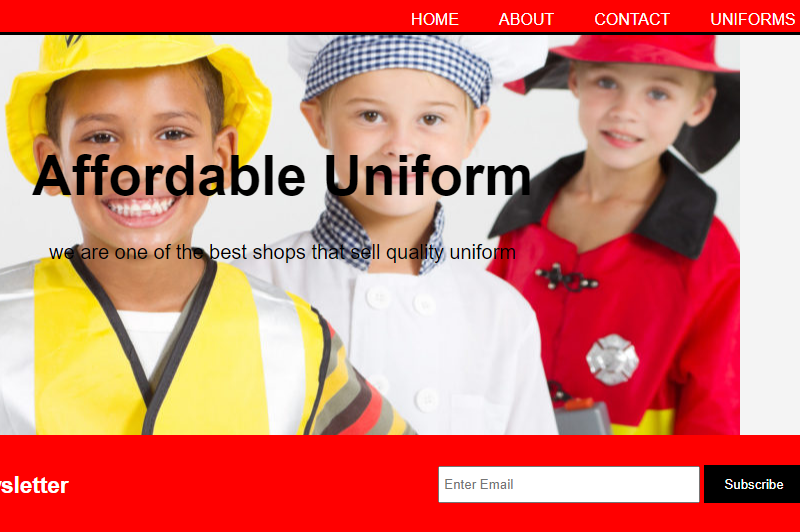 HOME ABOUT CONTACT UNIFORMS
Affordable Uniform
we are one of the best shops that sell quality uniform
sletter
Enter Email Subscribe